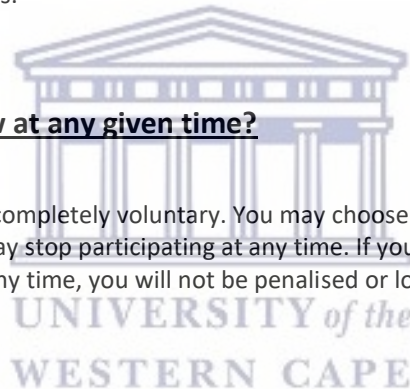 s.
at any given time?
completely voluntary. You may choose
ay stop participating at any time. If you
ny time, you will not be penalised or lo
UNIVERSITY of the
WESTERN CAPE